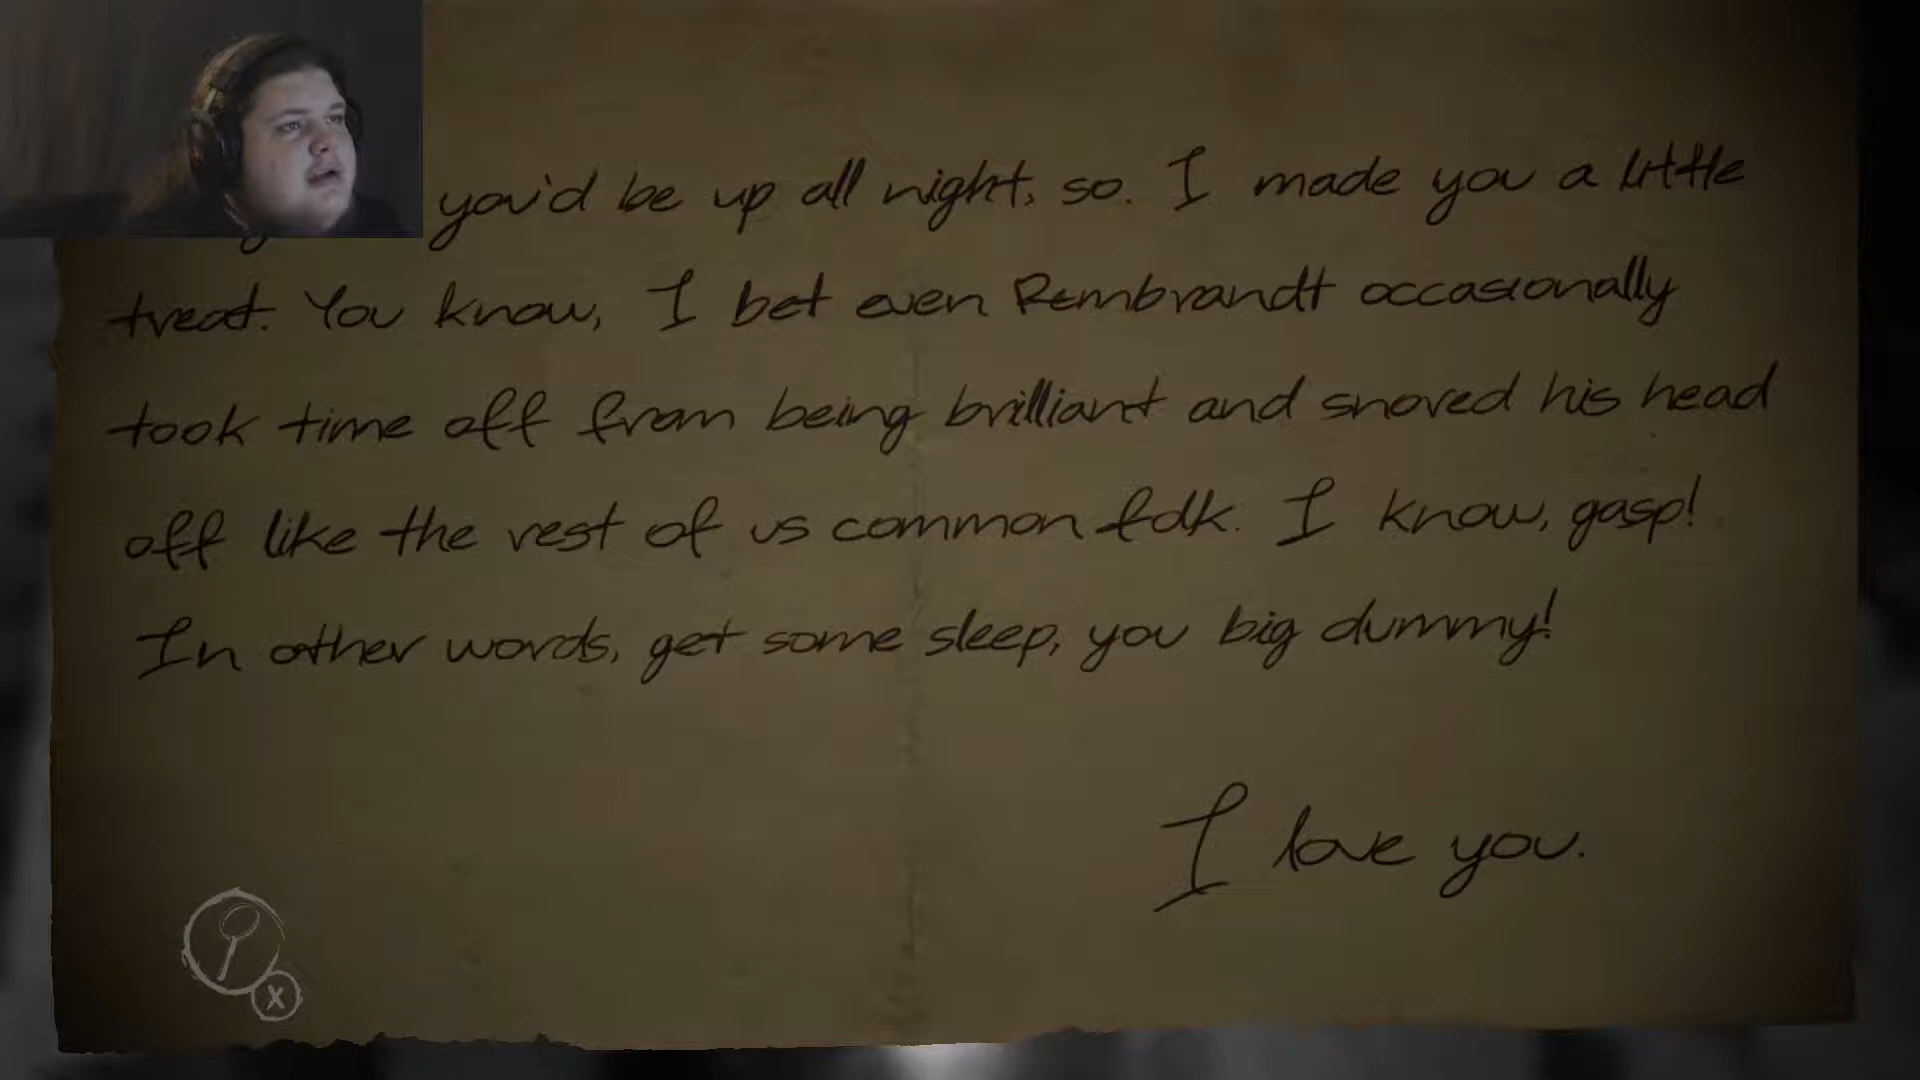 you'd be up all night, so. I made you a little
treat. You know, I bet even Rembrandt occasionally
took time off from being brilliant and snored his head
off like the rest of us common folk. I know, gasp!
In other words, get some sleep, you big dummy!
I love you.
X